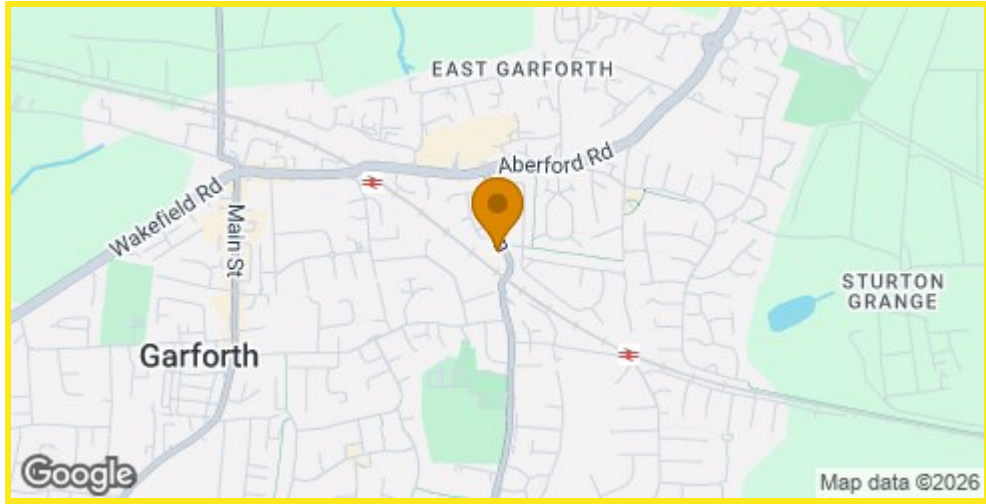 EAST GARFORTH
Aberford Rd
Wakefield Rd
Main St
STURTON
GRANGE
Garforth
Google
Map data ©2026